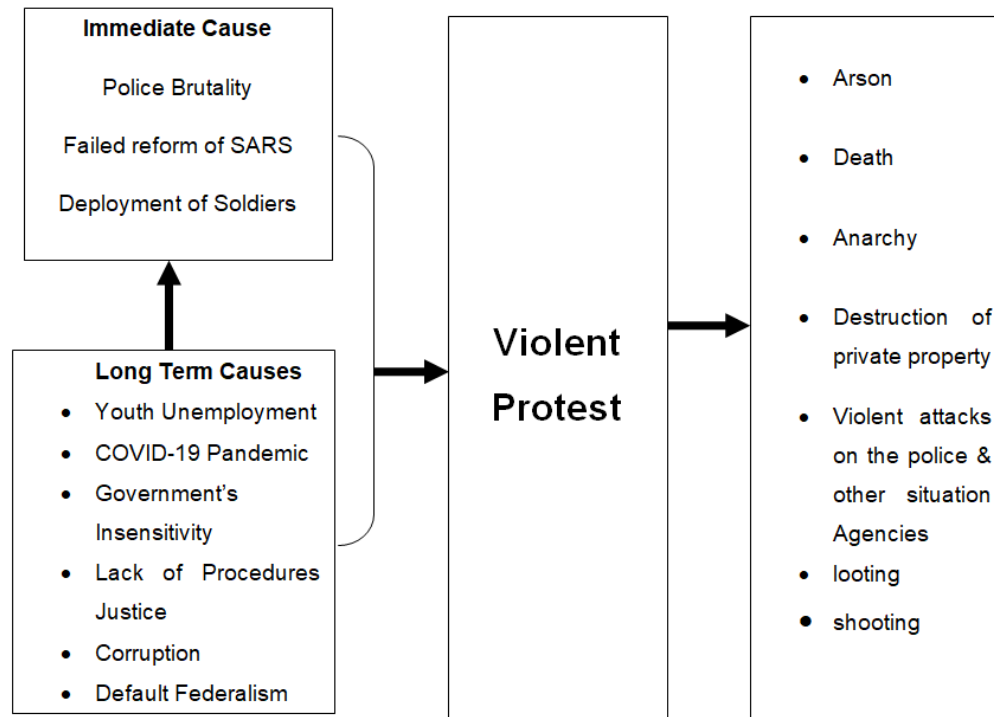 Immediate Cause
Police Brutality
Failed reform of SARS
Deployment of Soldiers
Long Term Causes
• Youth Unemployment
• COVID-19 Pandemic
• Government’s
Insensitivity
• Lack of Procedures
Justice
• Corruption
• Default Federalism
Violent
Protest
• Arson
• Death
• Anarchy
• Destruction of
private property
• Violent attacks
on the police &
other situation
Agencies
• looting
• shooting